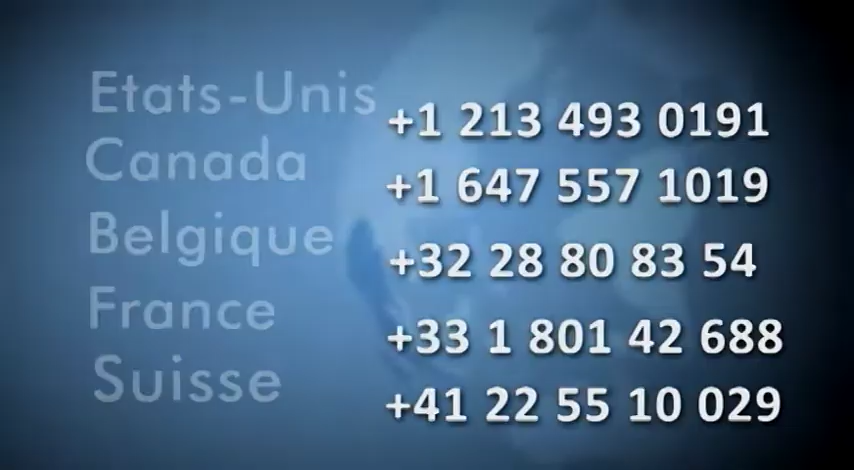 Etats-Unis +1 213 493 0191
Canada +1 647 557 1019
Belgique +32 28 80 83 54
France +33 1 801 42 688
Suisse +41 22 55 10 029